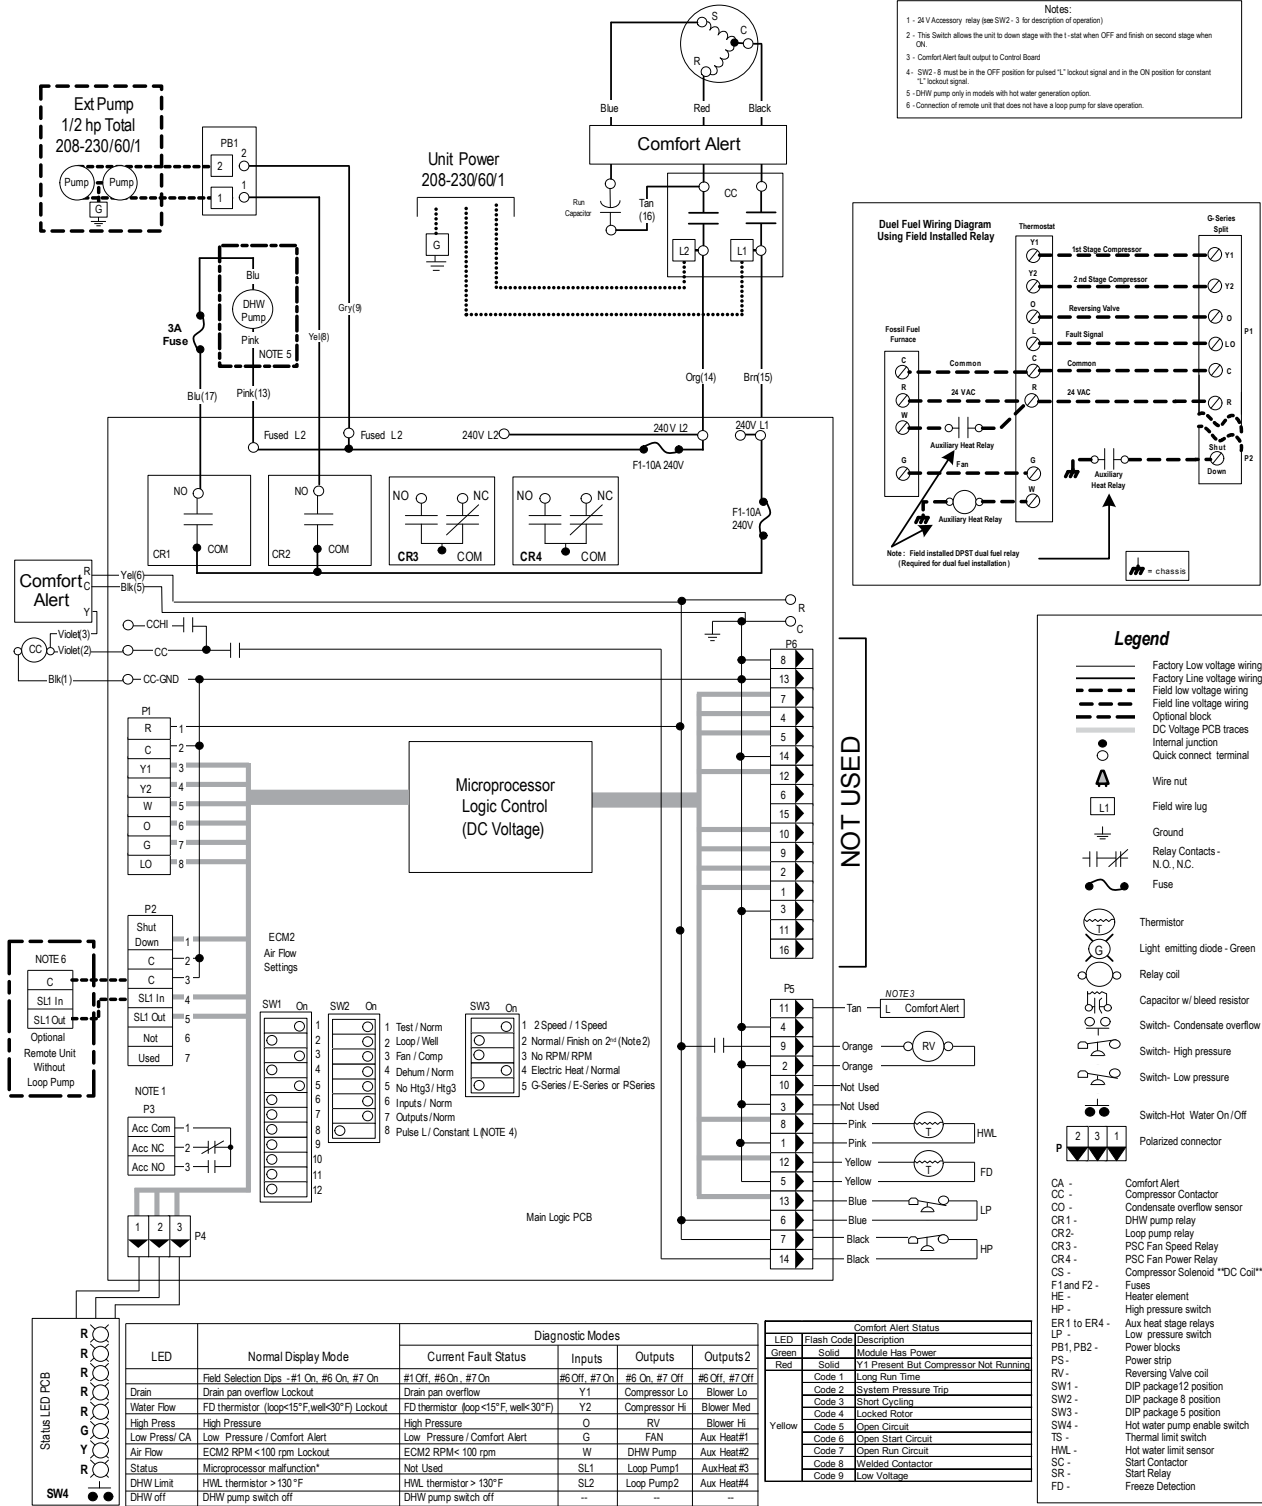 Notes:
1 - 24 V Accessory relay (see SW2 - 3 for description of operation)
2 - This Switch allows the unit to down stage with the t-stat when OFF and finish on second stage when
ON.
3 - Comfort Alert fault output to Control Board
4 - SW2 - 8 must be in the OFF position for pulsed "L" lockout signal and in the ON position for constant
"L" lockout signal.
5 - DHW pump only in models with hot water generation option.
6 - Connection of remote unit that does not have a loop pump for slave operation.
S
C
R
Blue
Red
Black
Comfort Alert
Ext Pump
1/2 hp Total
208-230/60/1
Pump
Pump
G
PB1
2
2
1
1
Unit Power
208-230/60/1
G
Run
Capacitor
Tan
(16)
CC
L2
L1
Blu
DHW
Pump
Pink
NOTE 5
3A
Fuse
Gry(9)
Yel(8)
Blu(17)
Pink(13)
Org(14)
Brn(15)
Fused L2
Fused L2
240V L2
240 V L2
240V L1
F1-10A 240V
F1-10A
240V
NO
CR1
COM
NO
CR2
COM
NO
NC
CR3
COM
NO
NC
CR4
COM
Duel Fuel Wiring Diagram
Using Field Installed Relay
Thermostat
G-Series
Split
Y1
1st Stage Compressor
Y1
Y2
2 nd Stage Compressor
Y2
O
Reversing Valve
O
P1
L
Fault Signal
LO
Fossil Fuel
Furnace
C
Common
C
Common
C
R
24 VAC
R
24 VAC
R
W
Auxiliary Heat Relay
G
Fan
G
W
Auxiliary Heat Relay
Shut
Down
P2
Auxiliary
Heat Relay
Note : Field installed DPST dual fuel relay
(Required for dual fuel installation )
= chassis
Comfort
Alert
R
C
Y
Yel(6)
Blk(5)
Violet(3)
CC
Violet(2)
Blk(1)
CCHI
CC
CC-GND
R
C
P6
8
13
7
4
5
14
12
6
15
10
9
2
1
3
11
16
NOT USED
P1
R 1
C 2
Y1 3
Y2 4
W 5
O 6
G 7
LO 8
Microprocessor
Logic Control
(DC Voltage)
P2
Shut
Down 1
C 2
C 3
SL1 In 4
SL1 Out 5
Not 6
Used 7
NOTE 6
C
SL1 In
SL1 Out
Optional
Remote Unit
Without
Loop Pump
NOTE 1
P3
Acc Com 1
Acc NC 2
Acc NO 3
ECM2
Air Flow
Settings
SW1 On
1
2
3
4
5
6
7
8
9
10
11
12
SW2 On
1 Test / Norm
2 Loop / Well
3 Fan / Comp
4 Dehum / Norm
5 No Htg3 / Htg3
6 Inputs / Norm
7 Outputs / Norm
8 Pulse L / Constant L (NOTE 4)
SW3 On
1 2 Speed / 1 Speed
2 Normal / Finish on 2nd (Note 2)
3 No RPM/ RPM
4 Electric Heat / Normal
5 G-Series / E-Series or PSeries
Main Logic PCB
P5
11 Tan L Comfort Alert
NOTE 3
4
9 Orange RV
2 Orange
10 Not Used
3 Not Used
8 Pink T
1 Pink HWL
12 Yellow T
5 Yellow FD
13 Blue
6 Blue LP
7 Black
14 Black HP
1 2 3 P4
Legend
Factory Low voltage wiring
Factory Line voltage wiring
Field low voltage wiring
Field line voltage wiring
Optional block
DC Voltage PCB traces
Internal junction
Quick connect terminal
Wire nut
L1 Field wire lug
Ground
Relay Contacts -
N.O., N.C.
Fuse
T Thermistor
G Light emitting diode - Green
Relay coil
Capacitor w/ bleed resistor
Switch- Condensate overflow
Switch- High pressure
Switch- Low pressure
Switch-Hot Water On/Off
P 2 3 1 Polarized connector
CA - Comfort Alert
CC - Compressor Contactor
CO - Condensate overflow sensor
CR1 - DHW pump relay
CR2- Loop pump relay
CR3 - PSC Fan Speed Relay
CR4 - PSC Fan Power Relay
CS - Compressor Solenoid **DC Coil**
F1and F2 - Fuses
HE - Heater element
HP - High pressure switch
ER1 to ER4 - Aux heat stage relays
LP - Low pressure switch
PB1, PB2 - Power blocks
PS - Power strip
RV - Reversing Valve coil
SW1 - DIP package12 position
SW2 - DIP package 8 position
SW3 - DIP package 5 position
SW4 - Hot water pump enable switch
TS - Thermal limit switch
HWL - Hot water limit sensor
SC - Start Contactor
SR - Start Relay
FD - Freeze Detection
Status LED PCB
R
R
R
R
R
G
Y
R
SW4
LED Normal Display Mode Diagnostic Modes
Current Fault Status Inputs Outputs Outputs2
Field Selection Dips - #1 On, #6 On, #7 On #1Off, #6On, #7On #6Off, #7On #6 On, #7 Off #6 Off, #7Off
Drain Drain pan overflow Lockout Drain pan overflow Y1 Compressor Lo Blower Lo
Water Flow FD thermistor (loop<15°F,well<30°F) Lockout FD thermistor (loop<15°F, well<30°F) Y2 Compressor Hi Blower Med
High Press High Pressure High Pressure O RV Blower Hi
Low Press/ CA Low Pressure / Comfort Alert Low Pressure / Comfort Alert G FAN Aux Heat#1
Air Flow ECM2 RPM <100 rpm Lockout ECM2 RPM< 100 rpm W DHW Pump Aux Heat#2
Status Microprocessor malfunction* Not Used SL1 Loop Pump1 AuxHeat #3
DHW Limit HWL thermistor > 130°F HWL thermistor > 130°F SL2 Loop Pump2 Aux Heat#4
DHW off DHW pump switch off DHW pump switch off -- -- --
Comfort Alert Status
LED Flash Code Description
Green Solid Module Has Power
Red Solid Y1 Present But Compressor Not Running
Yellow Code 1 Long Run Time
Code 2 System Pressure Trip
Code 3 Short Cycling
Code 4 Locked Rotor
Code 5 Open Circuit
Code 6 Open Start Circuit
Code 7 Open Run Circuit
Code 8 Welded Contactor
Code 9 Low Voltage